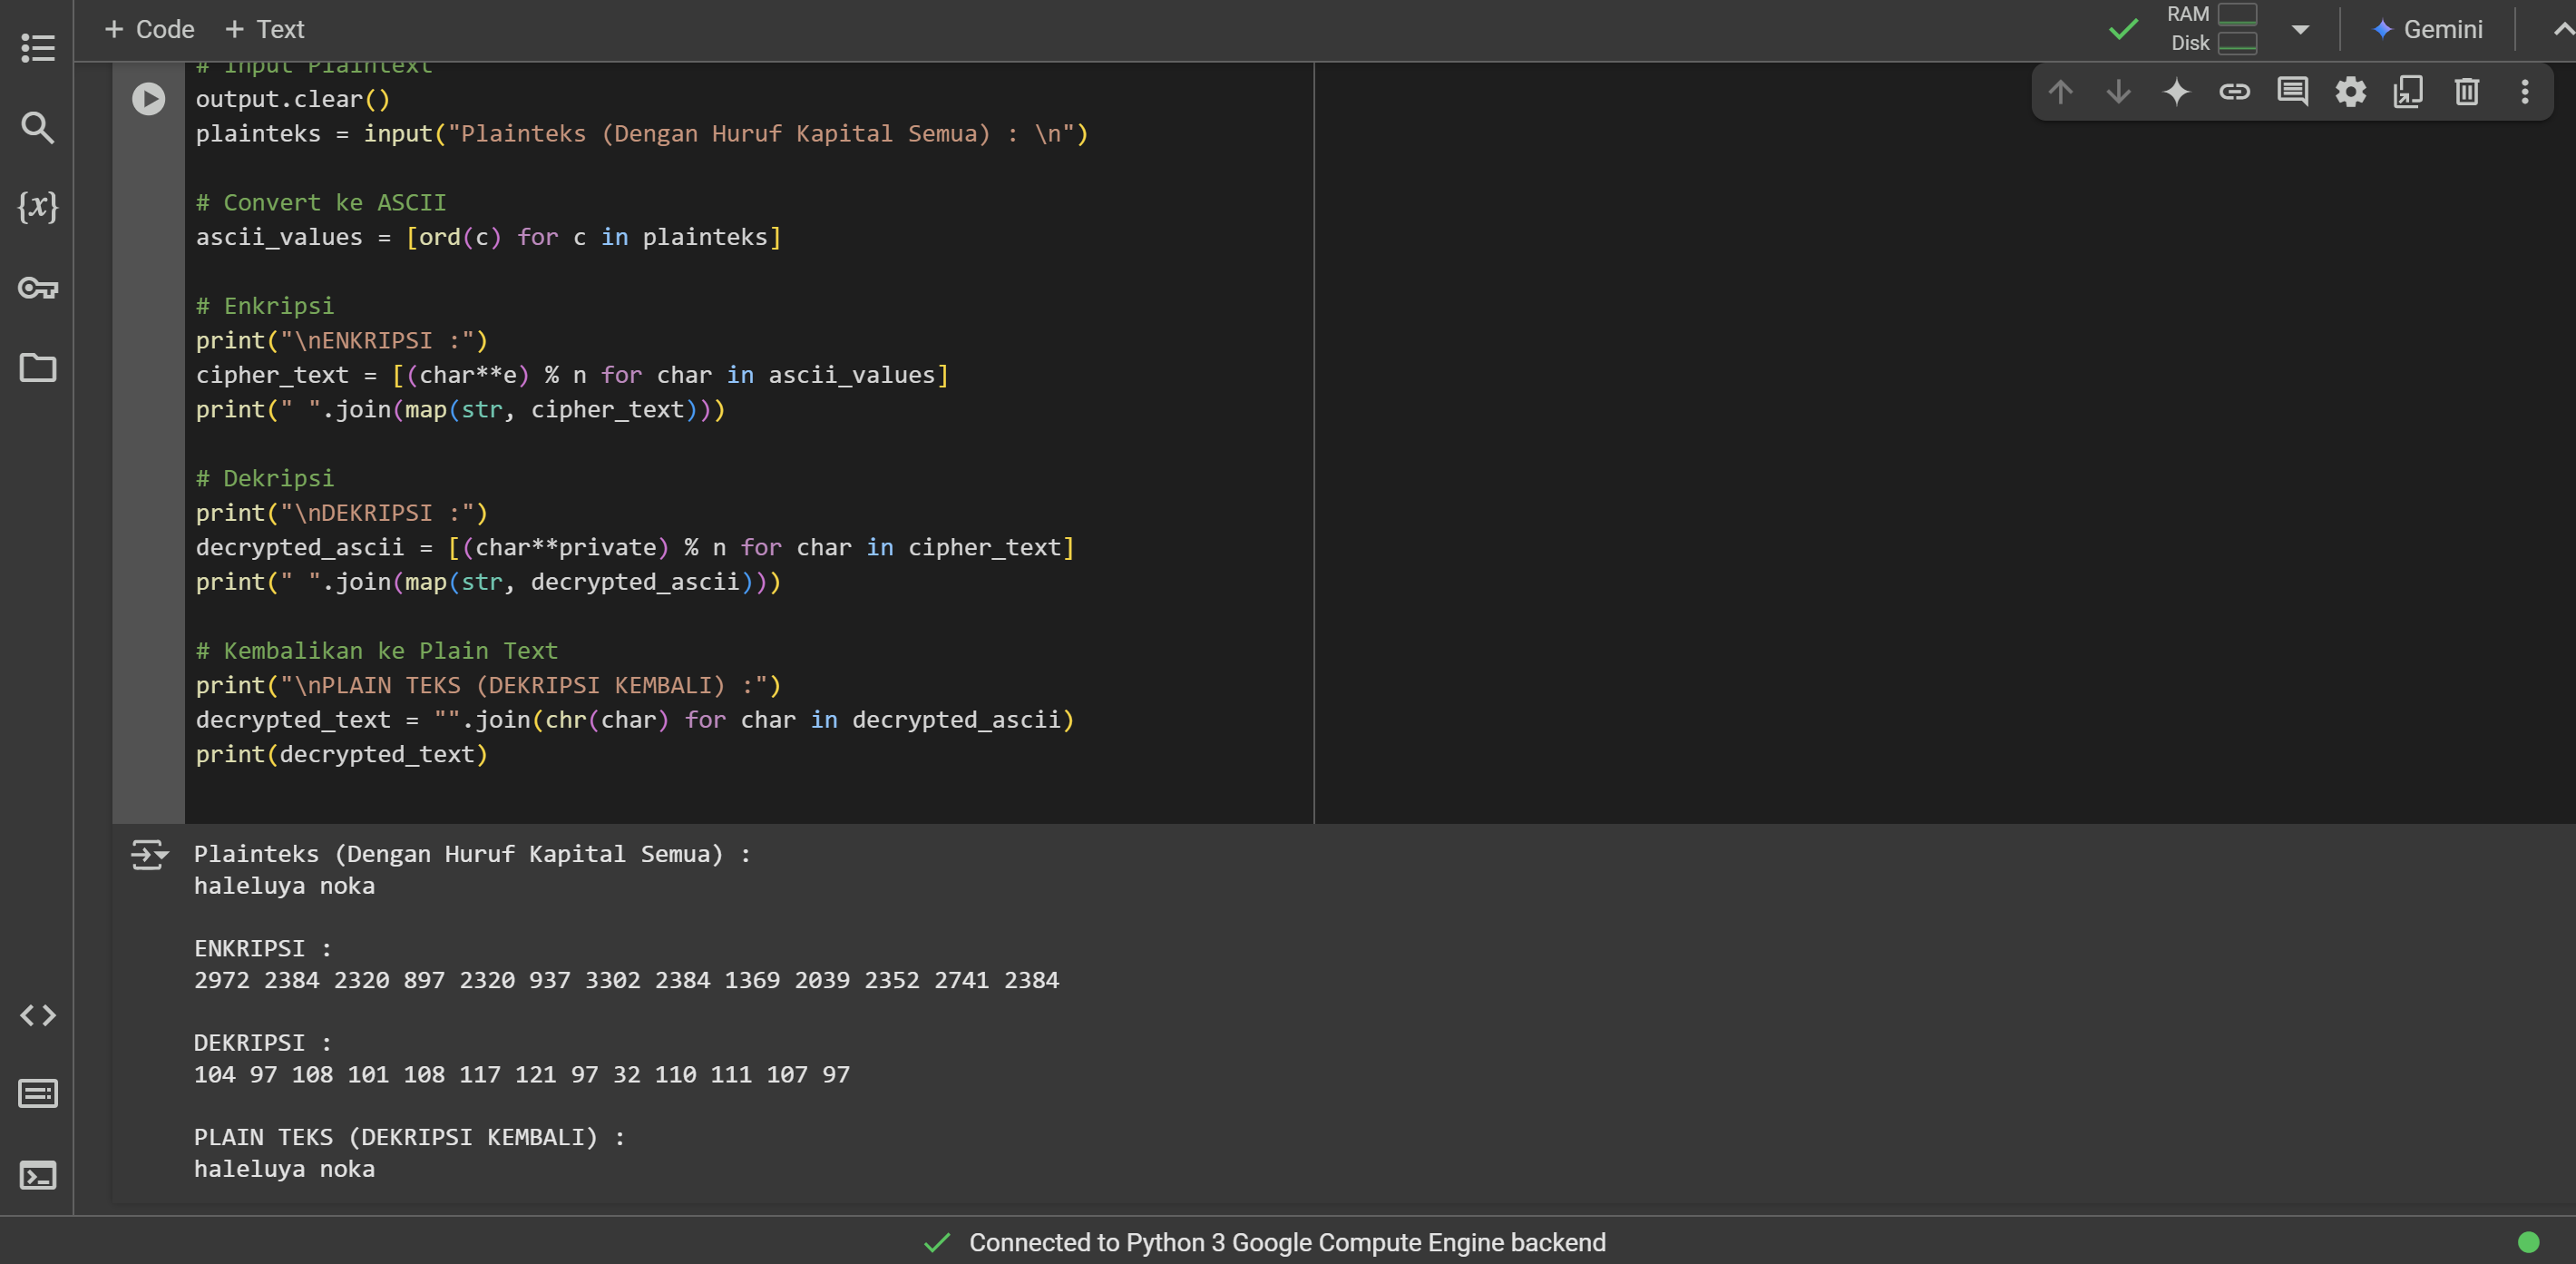 + Code + Text
RAM
Disk
Gemini
# Input Plaintext
output.clear()
plainteks = input("Plainteks (Dengan Huruf Kapital Semua) : \n")
# Convert ke ASCII
ascii_values = [ord(c) for c in plainteks]
# Enkripsi
print("\nENKRIPSI :")
cipher_text = [(char**e) % n for char in ascii_values]
print(" ".join(map(str, cipher_text)))
# Dekripsi
print("\nDEKRIPSI :")
decrypted_ascii = [(char**private) % n for char in cipher_text]
print(" ".join(map(str, decrypted_ascii)))
# Kembalikan ke Plain Text
print("\nPLAIN TEKS (DEKRIPSI KEMBALI) :")
decrypted_text = "".join(chr(char) for char in decrypted_ascii)
print(decrypted_text)
Plainteks (Dengan Huruf Kapital Semua) :
haleluya noka
ENKRIPSI :
2972 2384 2320 897 2320 937 3302 2384 1369 2039 2352 2741 2384
DEKRIPSI :
104 97 108 101 108 117 121 97 32 110 111 107 97
PLAIN TEKS (DEKRIPSI KEMBALI) :
haleluya noka
Connected to Python 3 Google Compute Engine backend